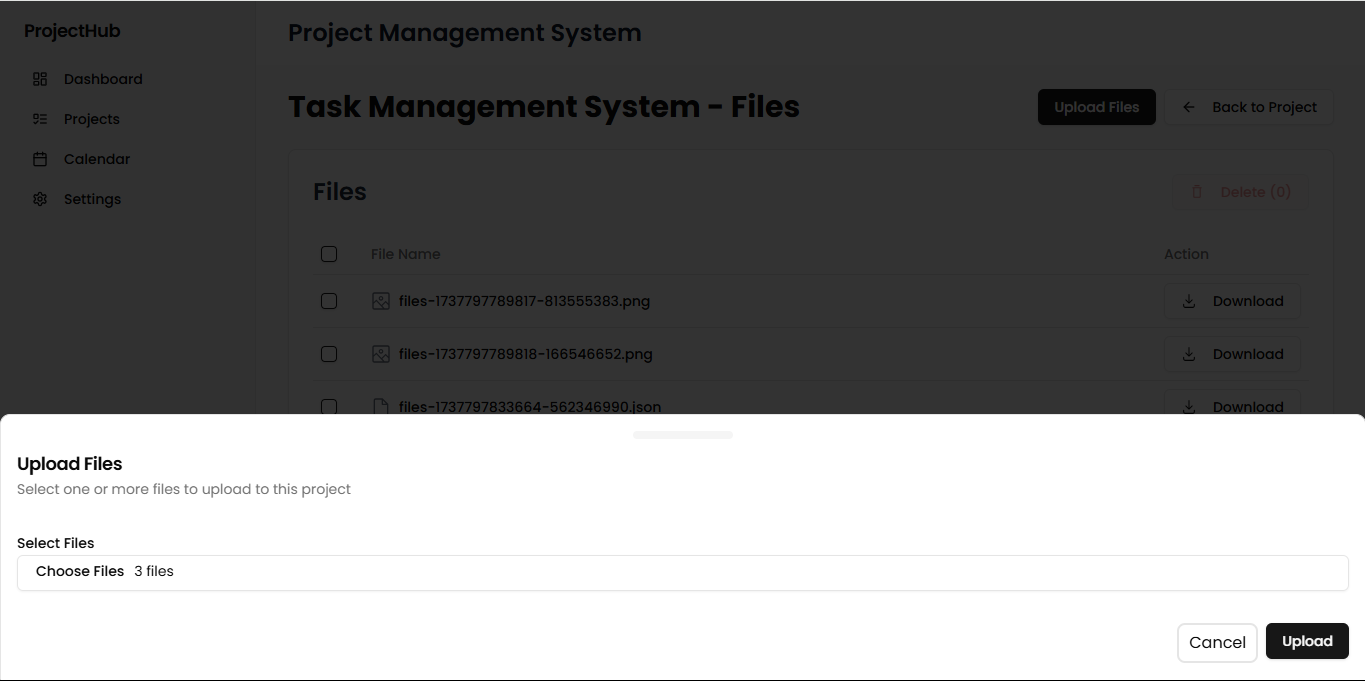 ProjectHub
Project Management System
Dashboard
Projects
Calendar
Settings
Task Management System - Files
Upload Files
Back to Project
Files
Delete (0)
File Name
Action
files-1737797789817-813555383.png
Download
files-1737797789818-166546652.png
Download
files-1737797833664-562346990.json
Download
Upload Files
Select one or more files to upload to this project
Select Files
Choose Files 3 files
Cancel
Upload